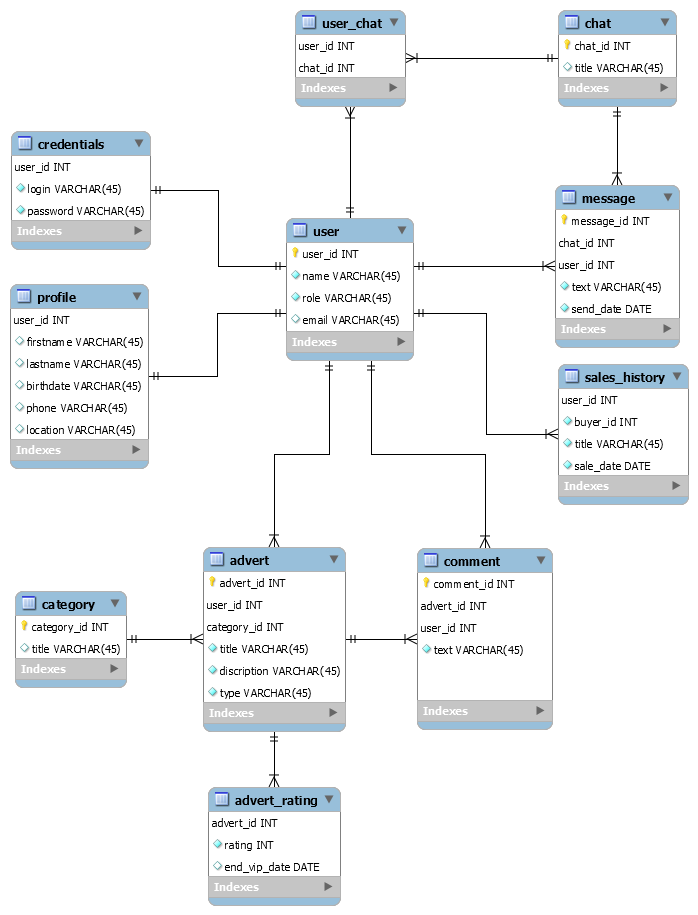 user_chat
user_id INT
chat_id INT
Indexes
chat
chat_id INT
title VARCHAR(45)
Indexes
credentials
user_id INT
login VARCHAR(45)
password VARCHAR(45)
Indexes
message
message_id INT
chat_id INT
user_id INT
text VARCHAR(45)
send_date DATE
Indexes
user
user_id INT
name VARCHAR(45)
role VARCHAR(45)
email VARCHAR(45)
Indexes
profile
user_id INT
firstname VARCHAR(45)
lastname VARCHAR(45)
birthdate VARCHAR(45)
phone VARCHAR(45)
location VARCHAR(45)
Indexes
sales_history
user_id INT
buyer_id INT
title VARCHAR(45)
sale_date DATE
Indexes
advert
advert_id INT
user_id INT
category_id INT
title VARCHAR(45)
discription VARCHAR(45)
type VARCHAR(45)
Indexes
comment
comment_id INT
advert_id INT
user_id INT
text VARCHAR(45)
Indexes
category
category_id INT
title VARCHAR(45)
Indexes
advert_rating
advert_id INT
rating INT
end_vip_date DATE
Indexes